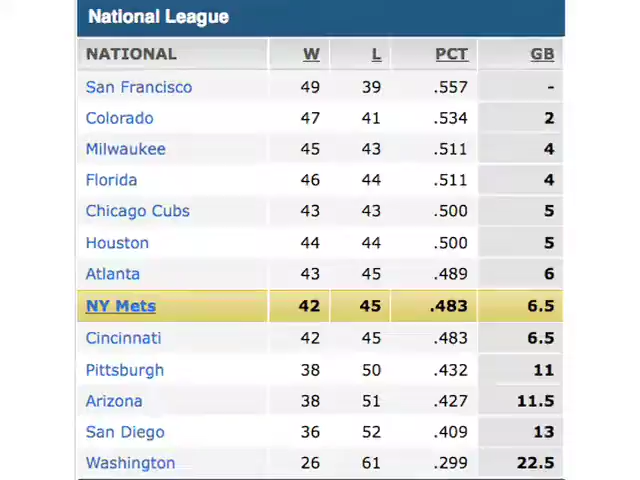 National League
NATIONAL W L PCT GB
San Francisco 49 39 .557 -
Colorado 47 41 .534 2
Milwaukee 45 43 .511 4
Florida 46 44 .511 4
Chicago Cubs 43 43 .500 5
Houston 44 44 .500 5
Atlanta 43 45 .489 6
NY Mets 42 45 .483 6.5
Cincinnati 42 45 .483 6.5
Pittsburgh 38 50 .432 11
Arizona 38 51 .427 11.5
San Diego 36 52 .409 13
Washington 26 61 .299 22.5